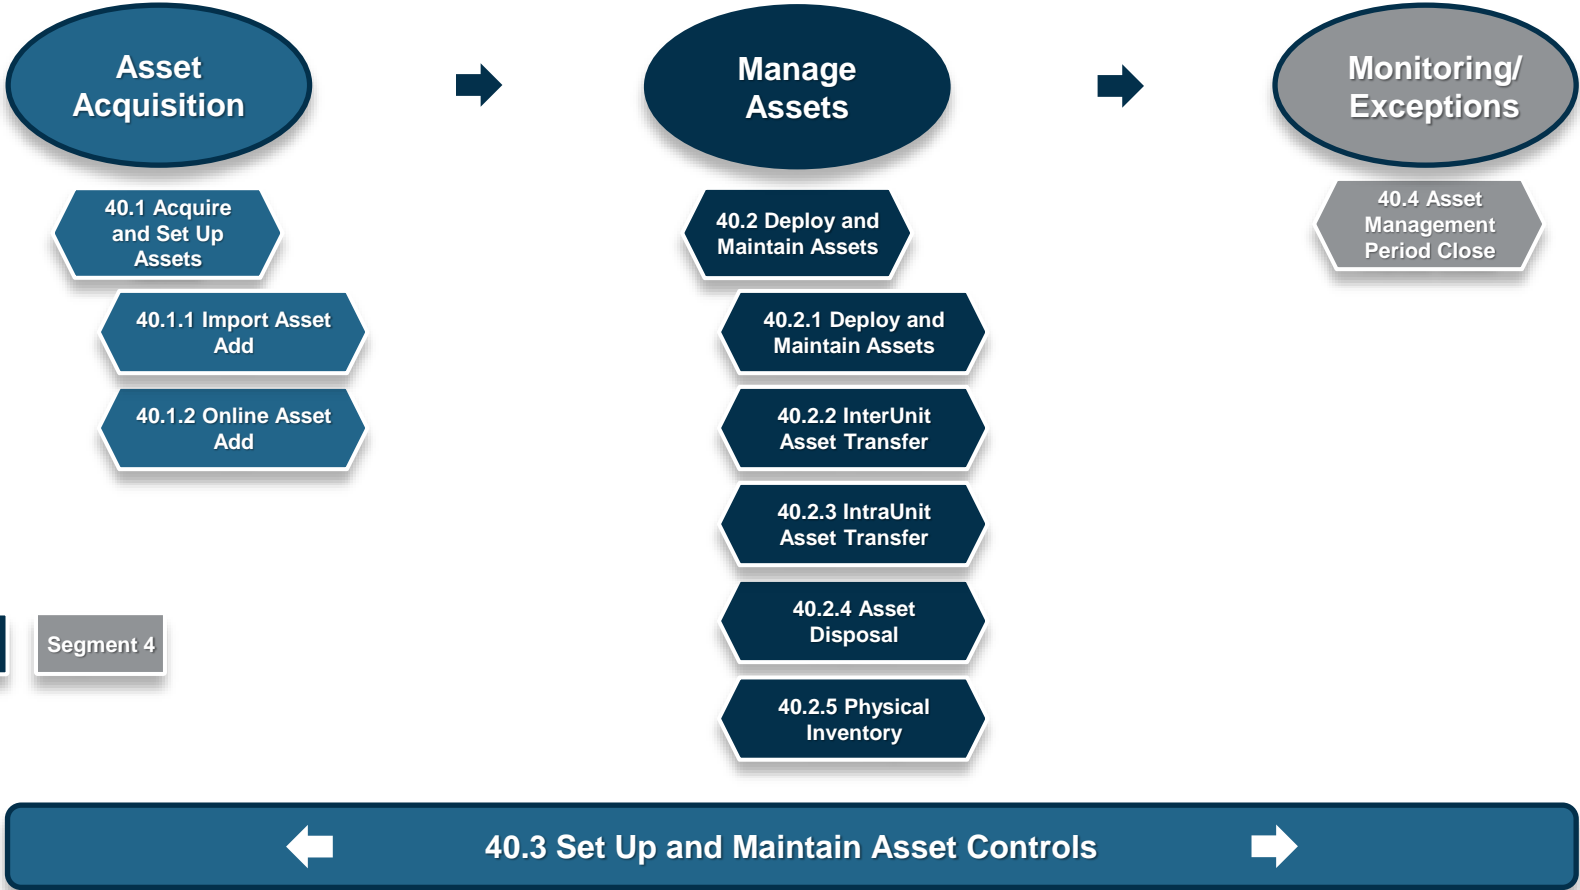 Asset
Acquisition
Manage
Assets
Monitoring/
Exceptions
40.1 Acquire
and Set Up
Assets
40.1.1 Import Asset
Add
40.1.2 Online Asset
Add
40.2 Deploy and
Maintain Assets
40.2.1 Deploy and
Maintain Assets
40.2.2 InterUnit
Asset Transfer
40.2.3 IntraUnit
Asset Transfer
40.2.4 Asset
Disposal
40.2.5 Physical
Inventory
40.4 Asset
Management
Period Close
Segment 4
40.3 Set Up and Maintain Asset Controls